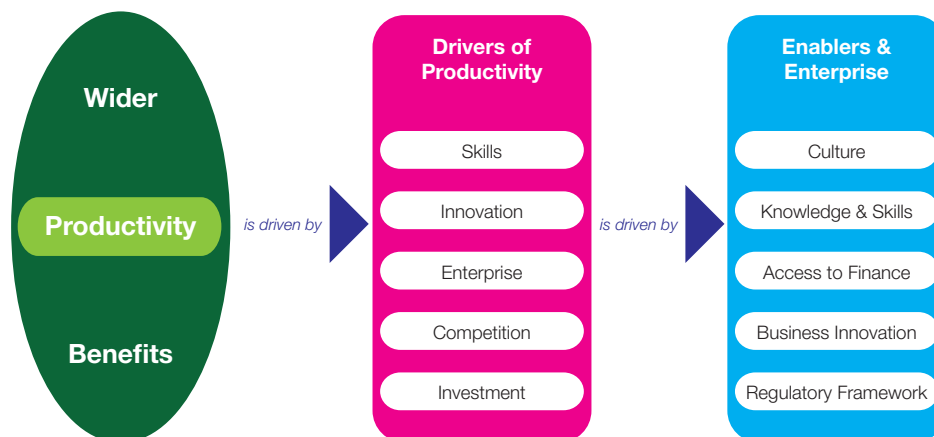 Wider
Productivity
Benefits
is driven by
Drivers of
Productivity
Skills
Innovation
Enterprise
Competition
Investment
is driven by
Enablers &
Enterprise
Culture
Knowledge & Skills
Access to Finance
Business Innovation
Regulatory Framework